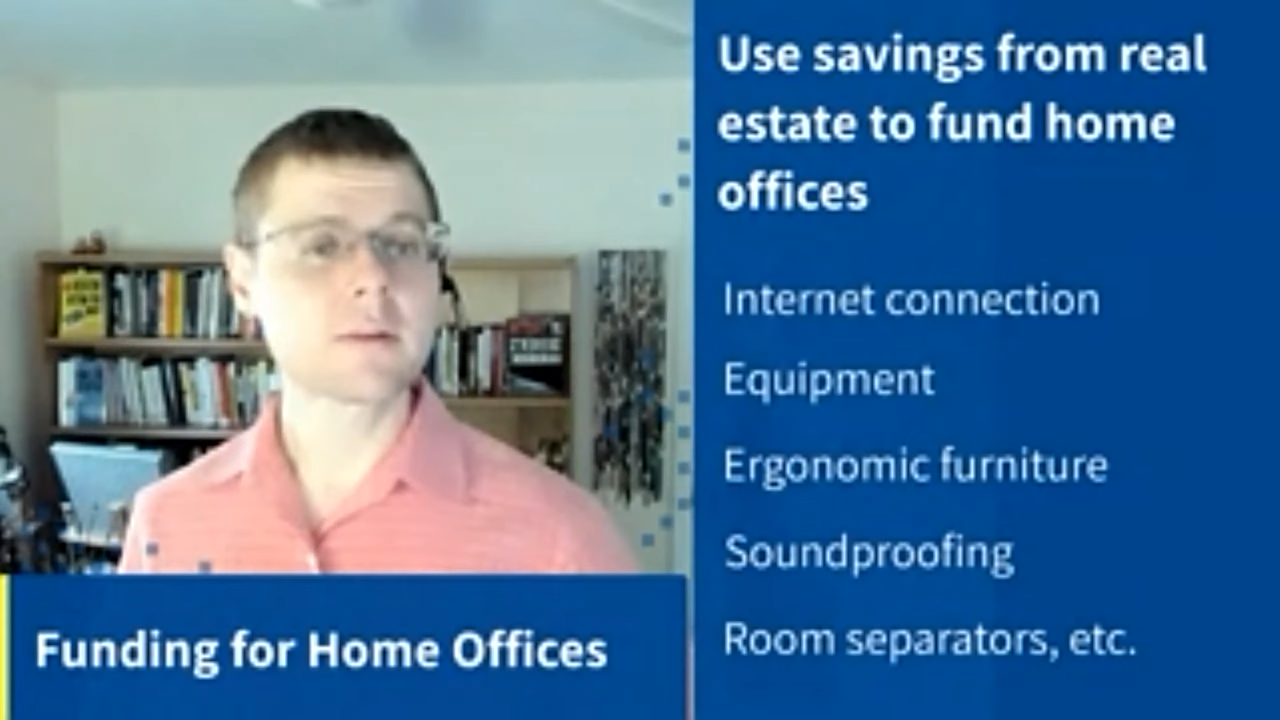 Use savings from real
estate to fund home
offices
Internet connection
Equipment
Ergonomic furniture
Soundproofing
Room separators, etc.
Funding for Home Offices